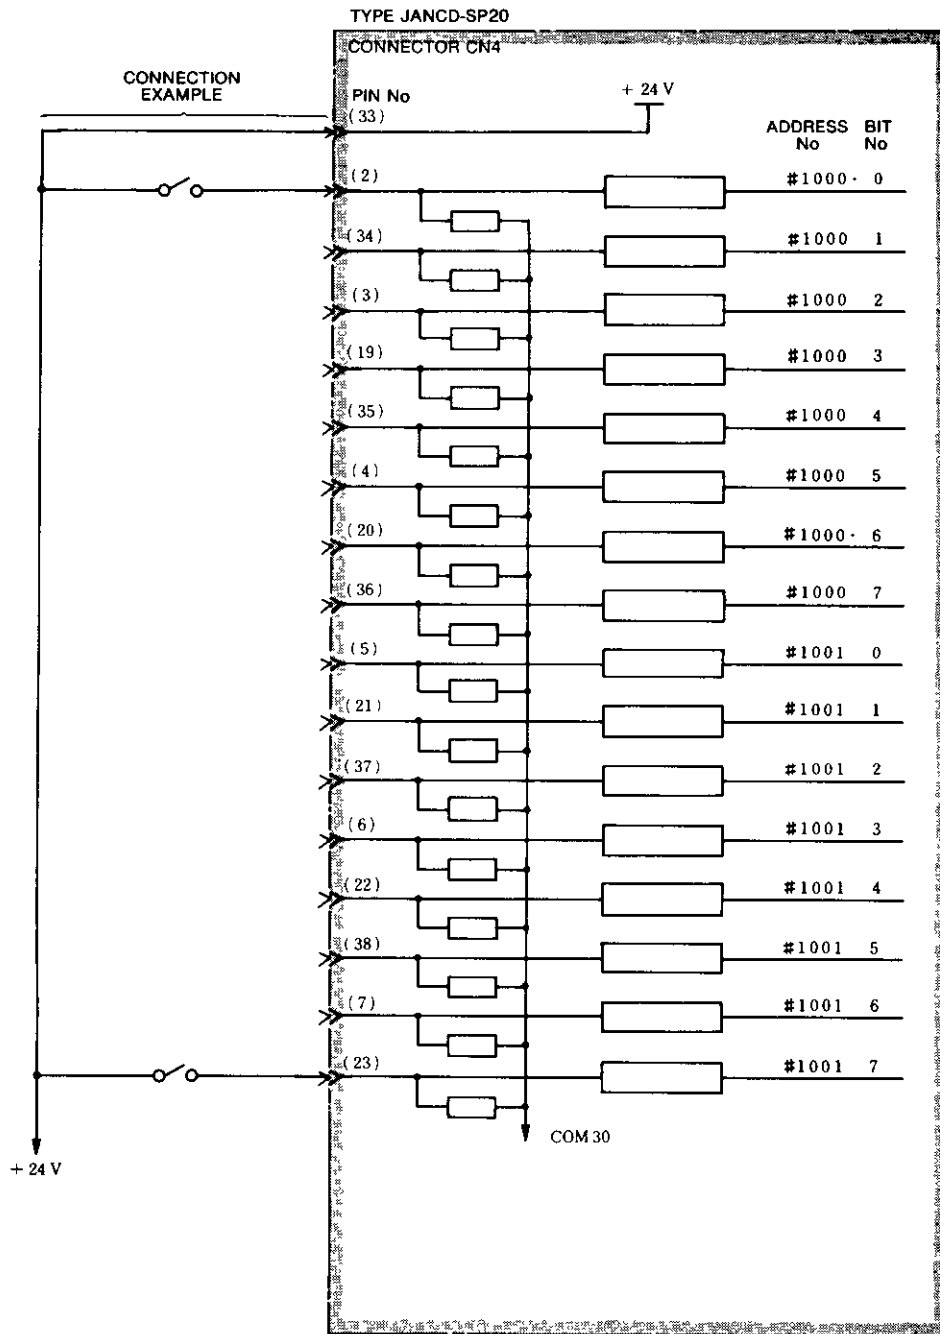 TYPE JANCD-SP20
CONNECTOR CN4
CONNECTION
EXAMPLE
PIN No
+ 24 V
ADDRESS No
BIT No
(33)
(2) #1000· 0
(34) #1000 1
(3) #1000 2
(19) #1000 3
(35) #1000 4
(4) #1000 5
(20) #1000· 6
(36) #1000 7
(5) #1001 0
(21) #1001 1
(37) #1001 2
(6) #1001 3
(22) #1001 4
(38) #1001 5
(7) #1001 6
(23) #1001 7
COM 30
+ 24 V